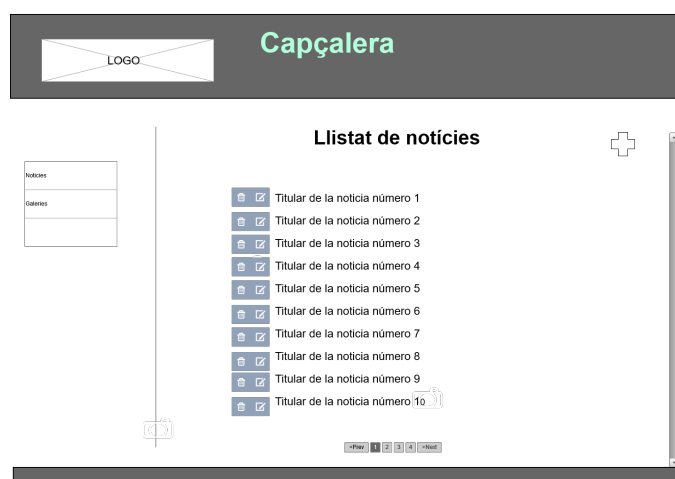 LOGO
Capçalera
Llistat de notícies
Noticies
Galeries
Titular de la noticia número 1
Titular de la noticia número 2
Titular de la noticia número 3
Titular de la noticia número 4
Titular de la noticia número 5
Titular de la noticia número 6
Titular de la noticia número 7
Titular de la noticia número 8
Titular de la noticia número 9
Titular de la noticia número 10
«Prev 1 2 3 4 »Next